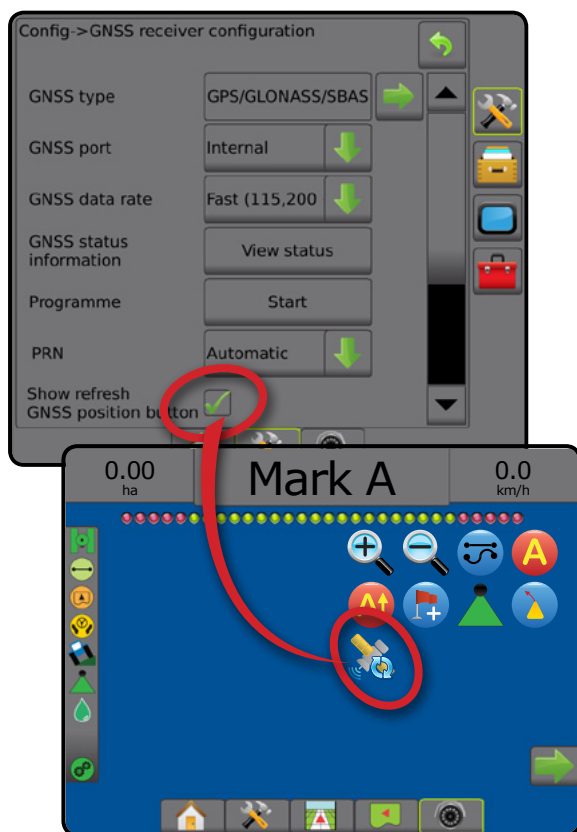 Config->GNSS receiver configuration
GNSS type GPS/GLONASS/SBAS
GNSS port Internal
GNSS data rate Fast (115,200
GNSS status
information
View status
Programme Start
PRN Automatic
Show refresh
GNSS position button
0.00
ha
Mark A
0.0
km/h
A
A